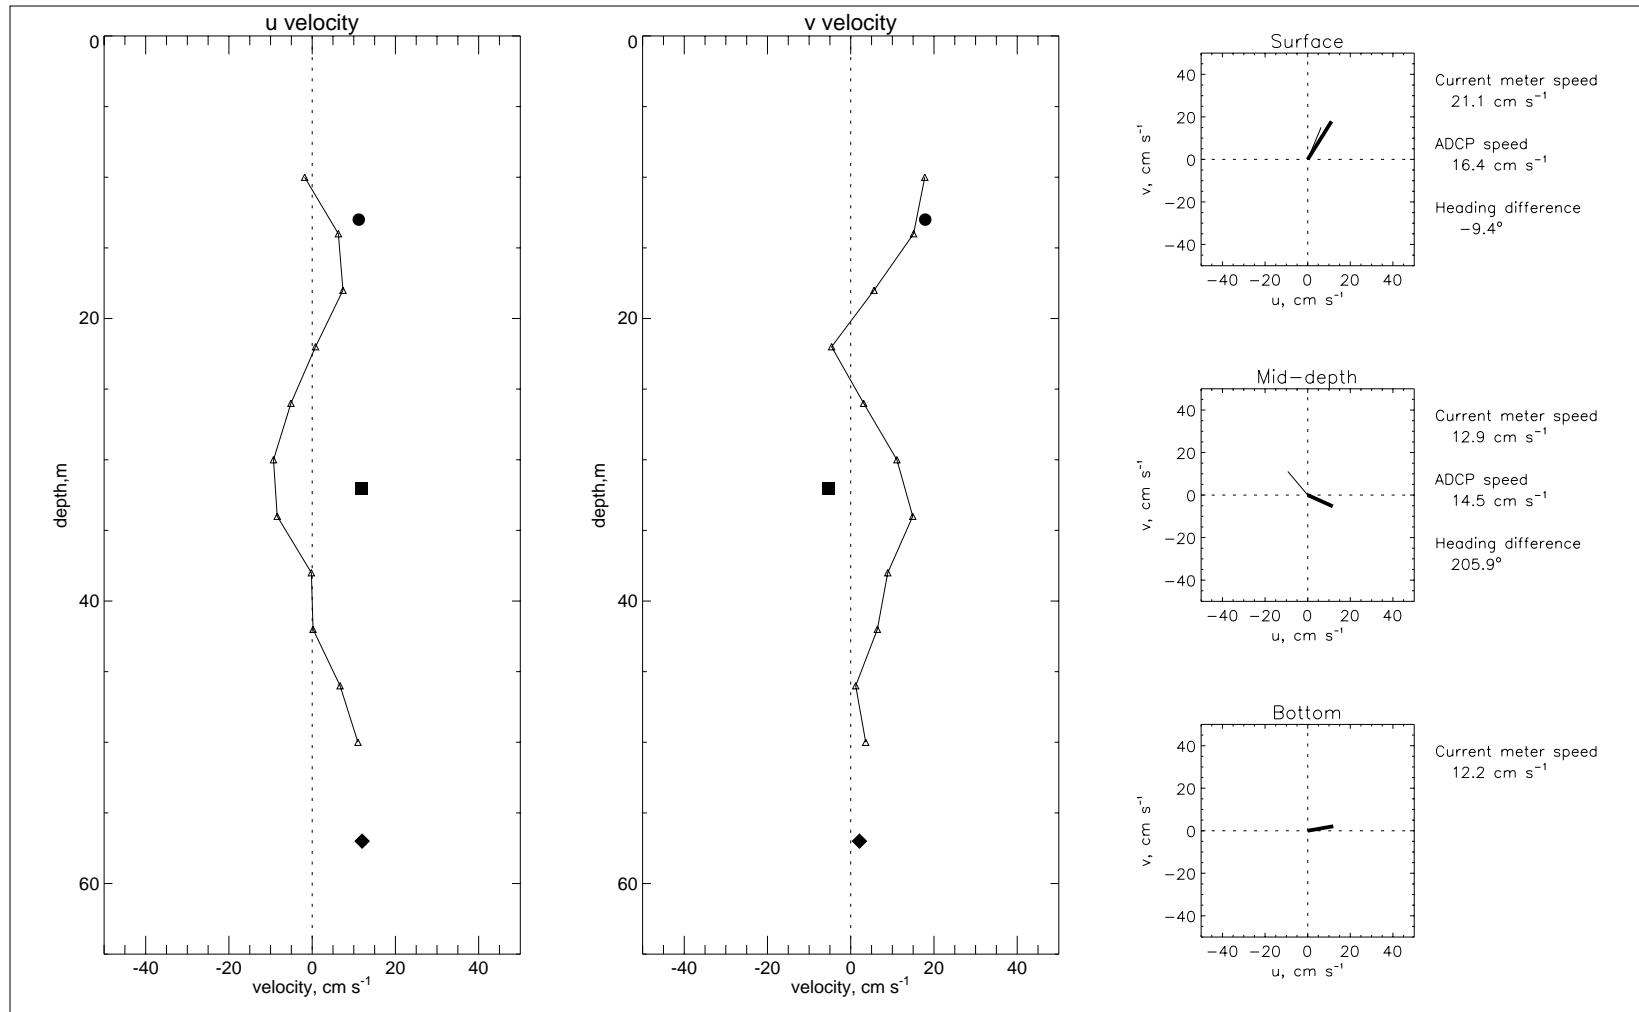 u velocity
0
20
40
60
depth,m
-40 -20 0 20 40
velocity, cm s⁻¹
v velocity
0
20
40
60
depth,m
-40 -20 0 20 40
velocity, cm s⁻¹
Surface
40
20
0
−20
−40
v, cm s⁻¹
−40 −20 0 20 40
u, cm s⁻¹
Current meter speed
21.1 cm s⁻¹
ADCP speed
16.4 cm s⁻¹
Heading difference
−9.4°
Mid−depth
40
20
0
−20
−40
v, cm s⁻¹
−40 −20 0 20 40
u, cm s⁻¹
Current meter speed
12.9 cm s⁻¹
ADCP speed
14.5 cm s⁻¹
Heading difference
205.9°
Bottom
40
20
0
−20
−40
v, cm s⁻¹
−40 −20 0 20 40
u, cm s⁻¹
Current meter speed
12.2 cm s⁻¹